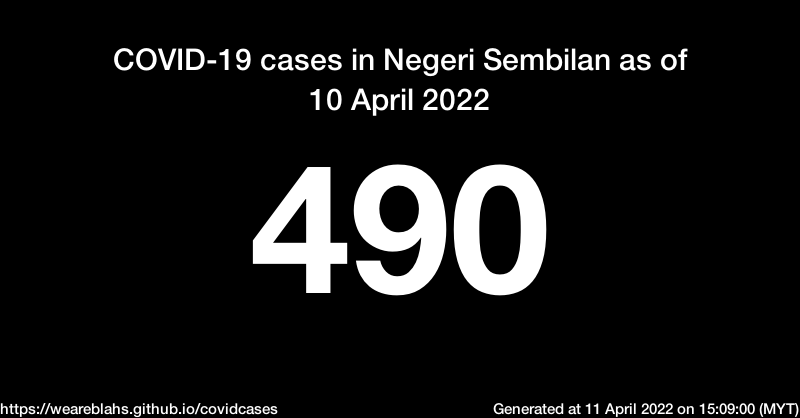 COVID-19 cases in Negeri Sembilan as of
10 April 2022
490
https://weareblahs.github.io/covidcases
Generated at 11 April 2022 on 15:09:00 (MYT)